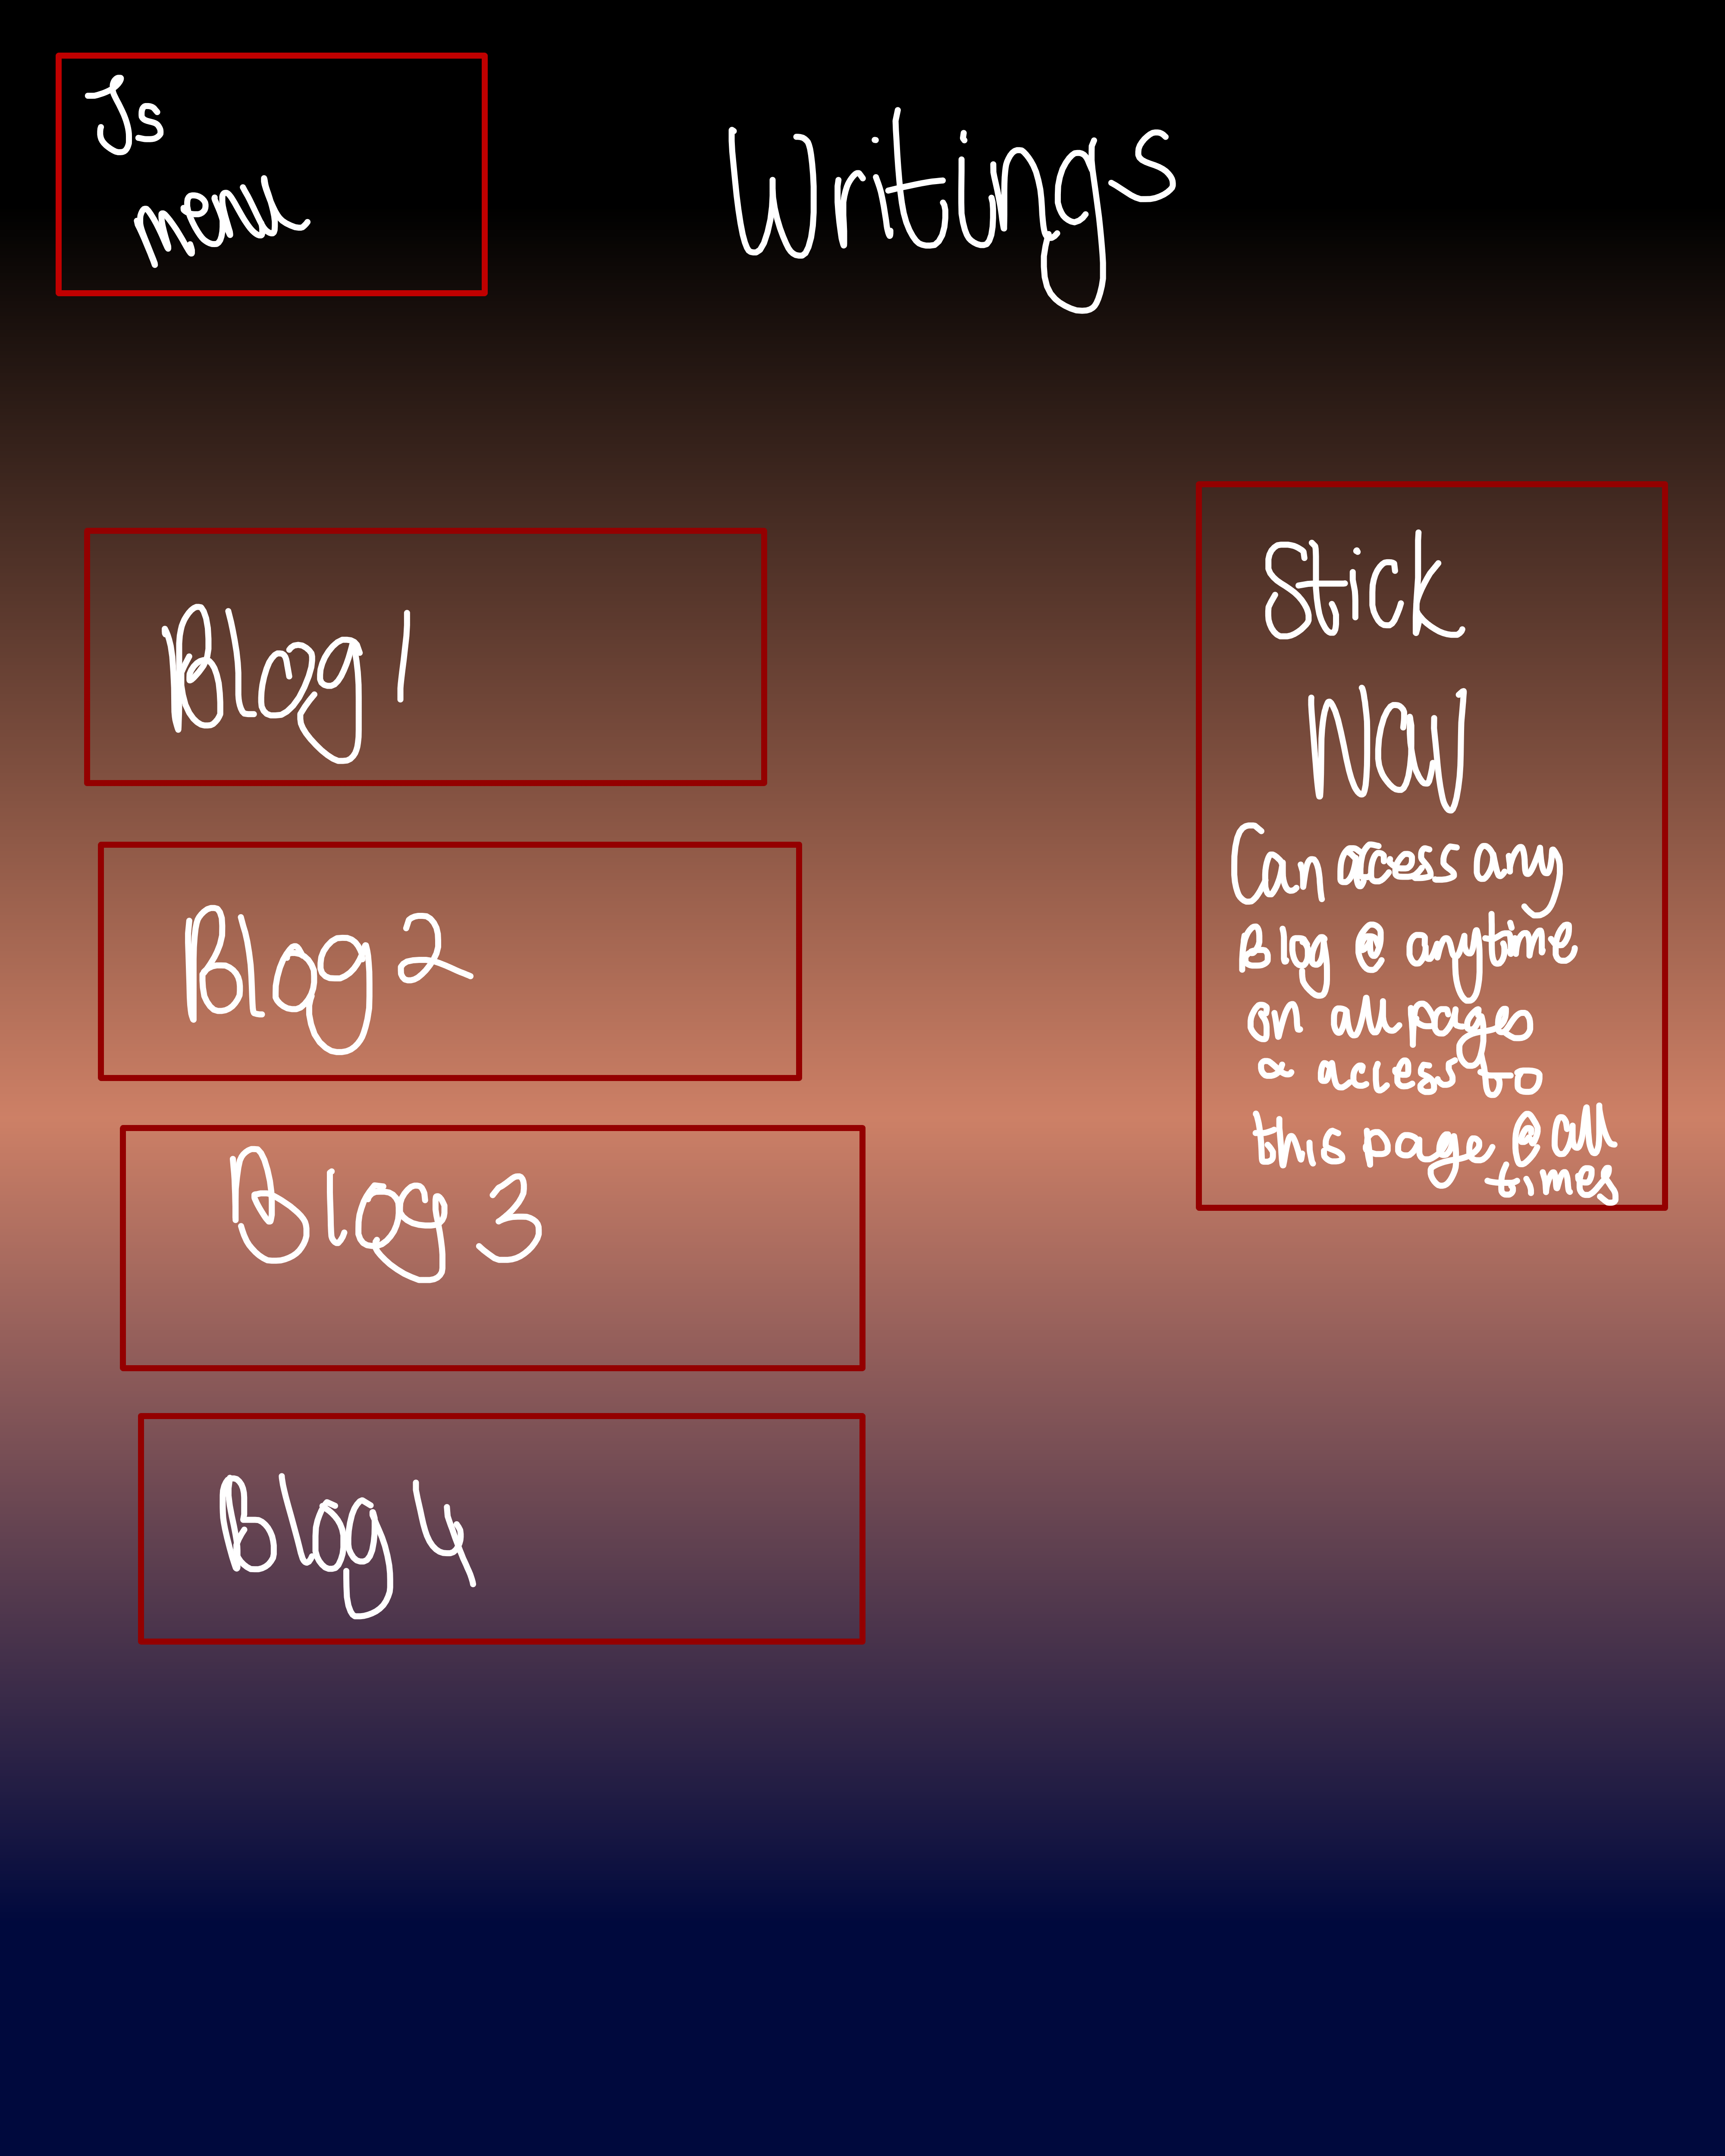 Js
menu
Writings
Blog 1
Blog 2
Blog 3
Blog 4
Stick
Nav
Can access any
Blog @ anytime
on all pages
& access to
this page @ all
times